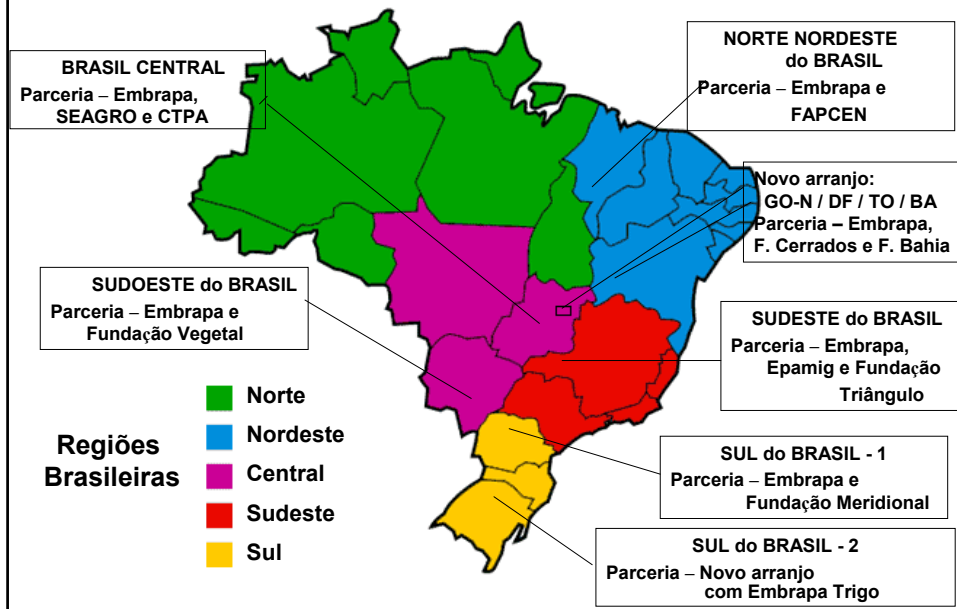 BRASIL CENTRAL
Parceria – Embrapa,
SEAGRO e CTPA
NORTE NORDESTE
do BRASIL
Parceria – Embrapa e
FAPCEN
Novo arranjo:
GO-N / DF / TO / BA
Parceria – Embrapa,
F. Cerrados e F. Bahia
SUDOESTE do BRASIL
Parceria – Embrapa e
Fundação Vegetal
SUDESTE do BRASIL
Parceria – Embrapa,
Epamig e Fundação
Triângulo
Regiões
Brasileiras
Norte
Nordeste
Central
Sudeste
Sul
SUL do BRASIL - 1
Parceria – Embrapa e
Fundação Meridional
SUL do BRASIL - 2
Parceria – Novo arranjo
com Embrapa Trigo